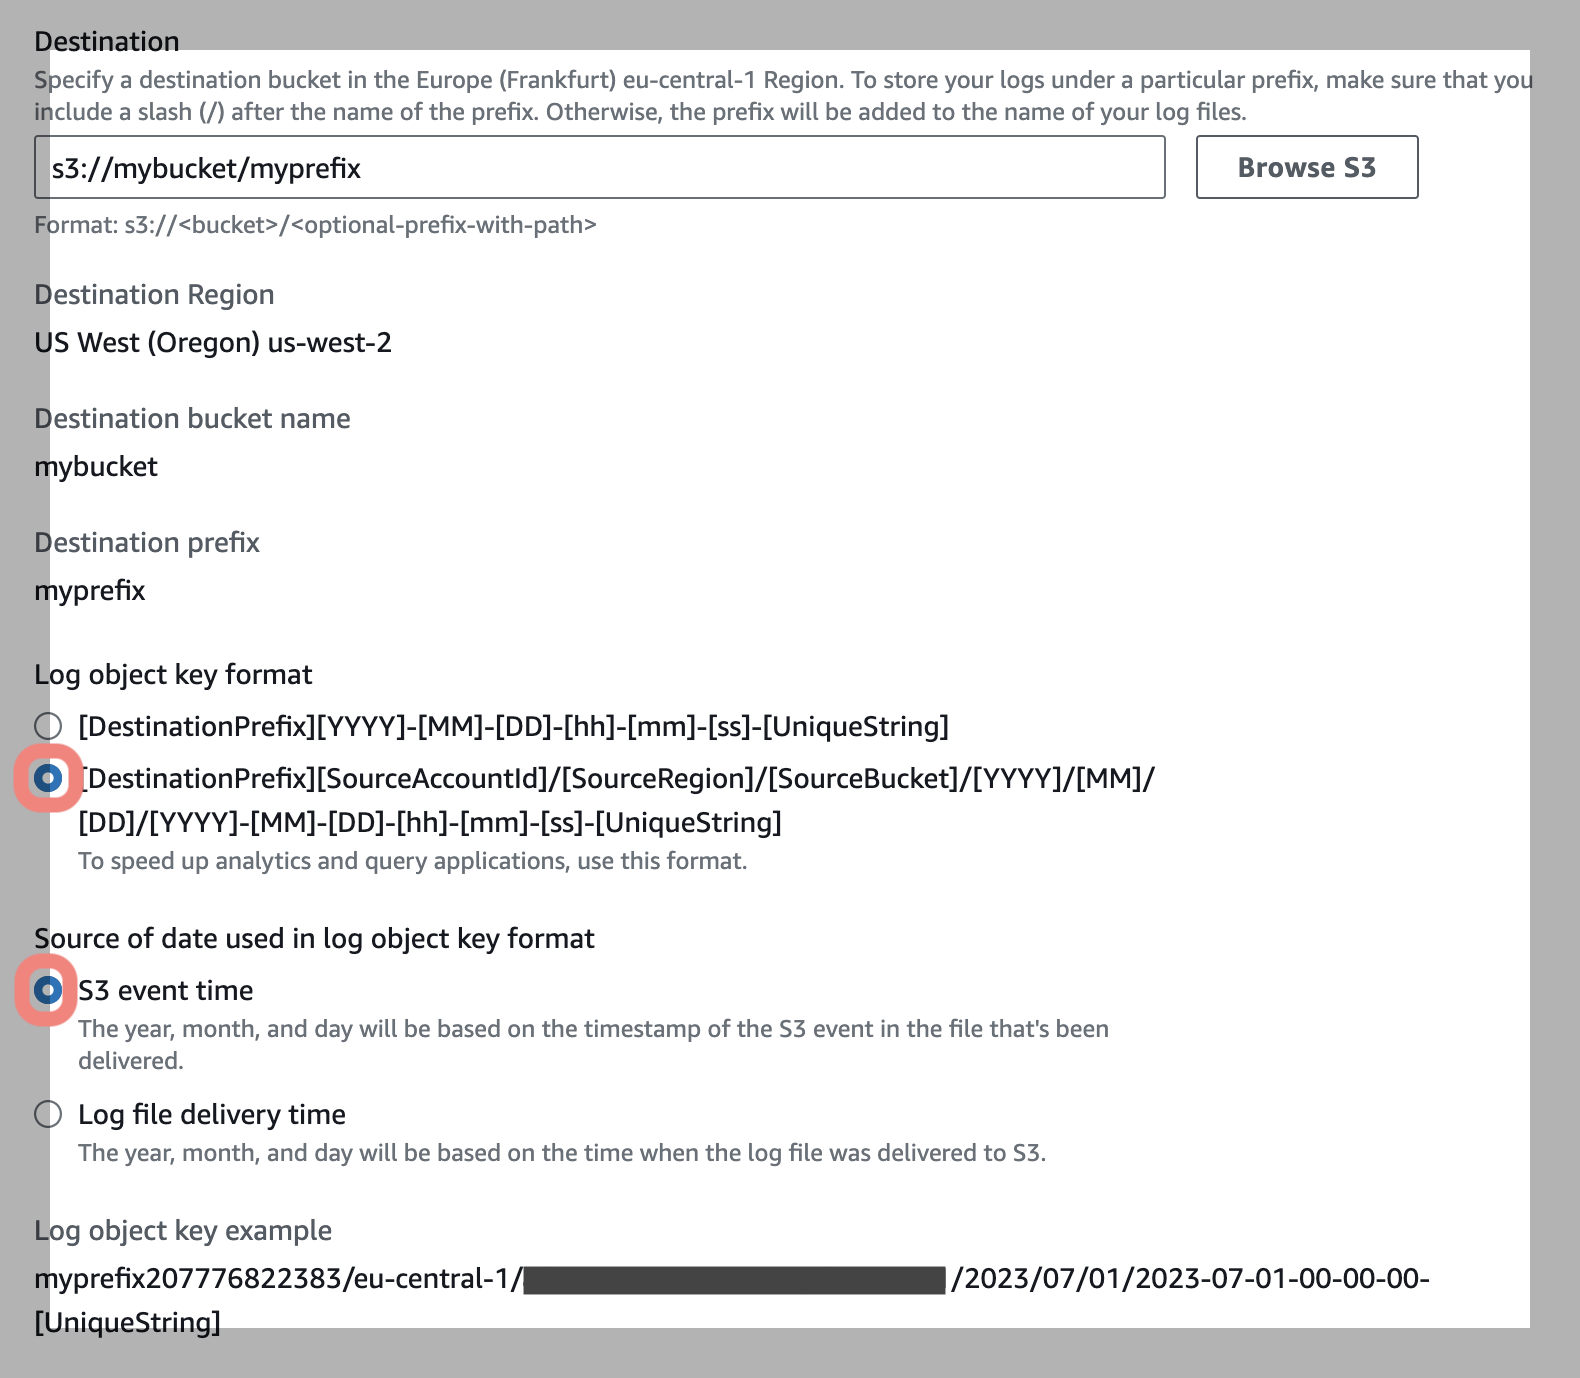 Destination
Specify a destination bucket in the Europe (Frankfurt) eu-central-1 Region. To store your logs under a particular prefix, make sure that you
include a slash (/) after the name of the prefix. Otherwise, the prefix will be added to the name of your log files.
s3://mybucket/myprefix
Browse S3
Format: s3://<bucket>/<optional-prefix-with-path>
Destination Region
US West (Oregon) us-west-2
Destination bucket name
mybucket
Destination prefix
myprefix
Log object key format
[DestinationPrefix][YYYY]-[MM]-[DD]-[hh]-[mm]-[ss]-[UniqueString]
[DestinationPrefix][SourceAccountId]/[SourceRegion]/[SourceBucket]/[YYYY]/[MM]/
[DD]/[YYYY]-[MM]-[DD]-[hh]-[mm]-[ss]-[UniqueString]
To speed up analytics and query applications, use this format.
Source of date used in log object key format
S3 event time
The year, month, and day will be based on the timestamp of the S3 event in the file that's been
delivered.
Log file delivery time
The year, month, and day will be based on the time when the log file was delivered to S3.
Log object key example
myprefix207776822383/eu-central-1/ /2023/07/01/2023-07-01-00-00-00-
[UniqueString]